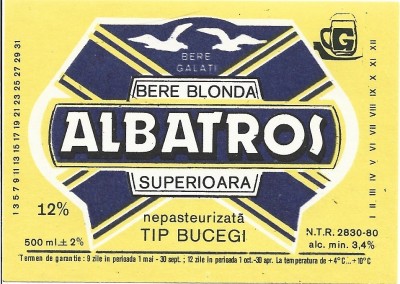 BERE
GALATI
G
BERE BLONDA
ALBATROS
SUPERIOARA
12%
nepasteurizată
TIP BUCEGI
500 ml ± 2%
N.T.R. 2830-80
alc. min. 3,4%
Termen de garantie : 9 zile in perioada 1 mai - 30 sept. ; 12 zile in perioada 1 oct.-30 apr. La temperatura de +4°C...+10°C
1 3 5 7 9 11 13 15 17 19 21 23 25 27 29 31
I II III IV V VI VII VIII IX X XI XII